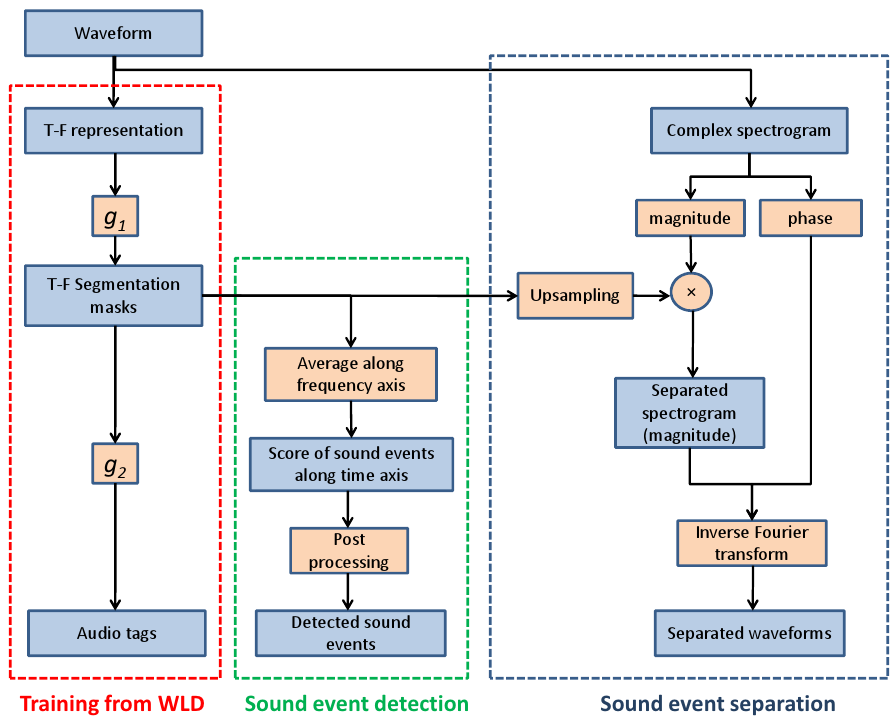 Waveform
T-F representation
g1
T-F Segmentation
masks
g2
Audio tags
Training from WLD
Average along
frequency axis
Score of sound events
along time axis
Post
processing
Detected sound
events
Sound event detection
Complex spectrogram
magnitude
phase
Upsampling
×
Separated
spectrogram
(magnitude)
Inverse Fourier
transform
Separated waveforms
Sound event separation